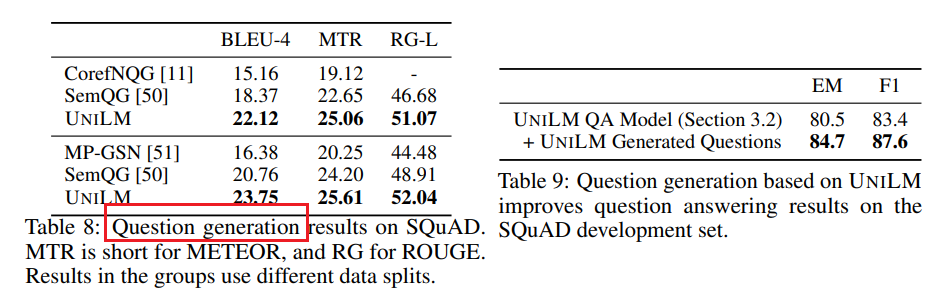 BLEU-4 MTR RG-L
CorefNQG [11] 15.16 19.12 -
SemQG [50] 18.37 22.65 46.68
UNILM 22.12 25.06 51.07
MP-GSN [51] 16.38 20.25 44.48
SemQG [50] 20.76 24.20 48.91
UNILM 23.75 25.61 52.04
Table 8: Question generation results on SQuAD.
MTR is short for METEOR, and RG for ROUGE.
Results in the groups use different data splits.
EM F1
UNILM QA Model (Section 3.2) 80.5 83.4
+ UNILM Generated Questions 84.7 87.6
Table 9: Question generation based on UNILM
improves question answering results on the
SQuAD development set.